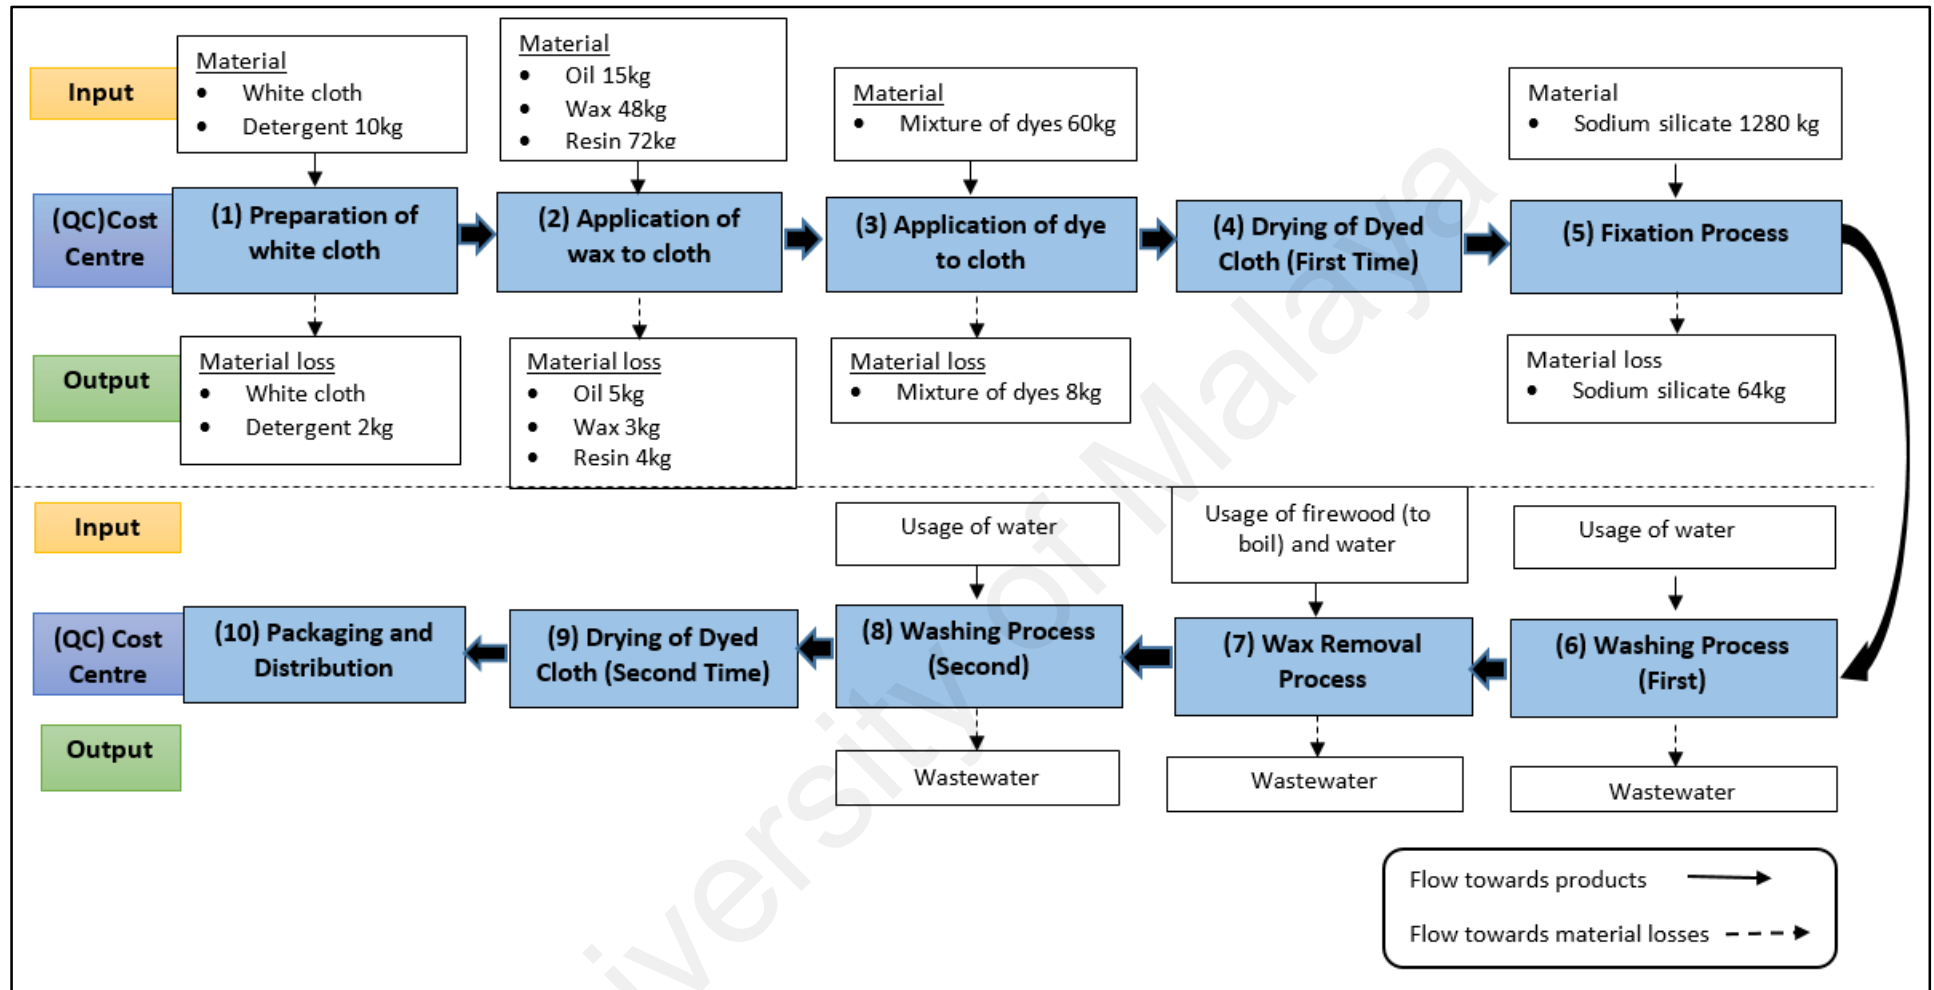 Input
Material
• White cloth
• Detergent 10kg
Material
• Oil 15kg
• Wax 48kg
• Resin 72kg
Material
• Mixture of dyes 60kg
Material
• Sodium silicate 1280 kg
(QC)Cost
Centre
(1) Preparation of
white cloth
(2) Application of
wax to cloth
(3) Application of dye
to cloth
(4) Drying of Dyed
Cloth (First Time)
(5) Fixation Process
Output
Material loss
• White cloth
• Detergent 2kg
Material loss
• Oil 5kg
• Wax 3kg
• Resin 4kg
Material loss
• Mixture of dyes 8kg
Material loss
• Sodium silicate 64kg
Input
Usage of water
Usage of firewood (to
boil) and water
Usage of water
(QC) Cost
Centre
(10) Packaging and
Distribution
(9) Drying of Dyed
Cloth (Second Time)
(8) Washing Process
(Second)
(7) Wax Removal
Process
(6) Washing Process
(First)
Output
Wastewater
Wastewater
Wastewater
Flow towards products
Flow towards material losses
iversity of Malaya